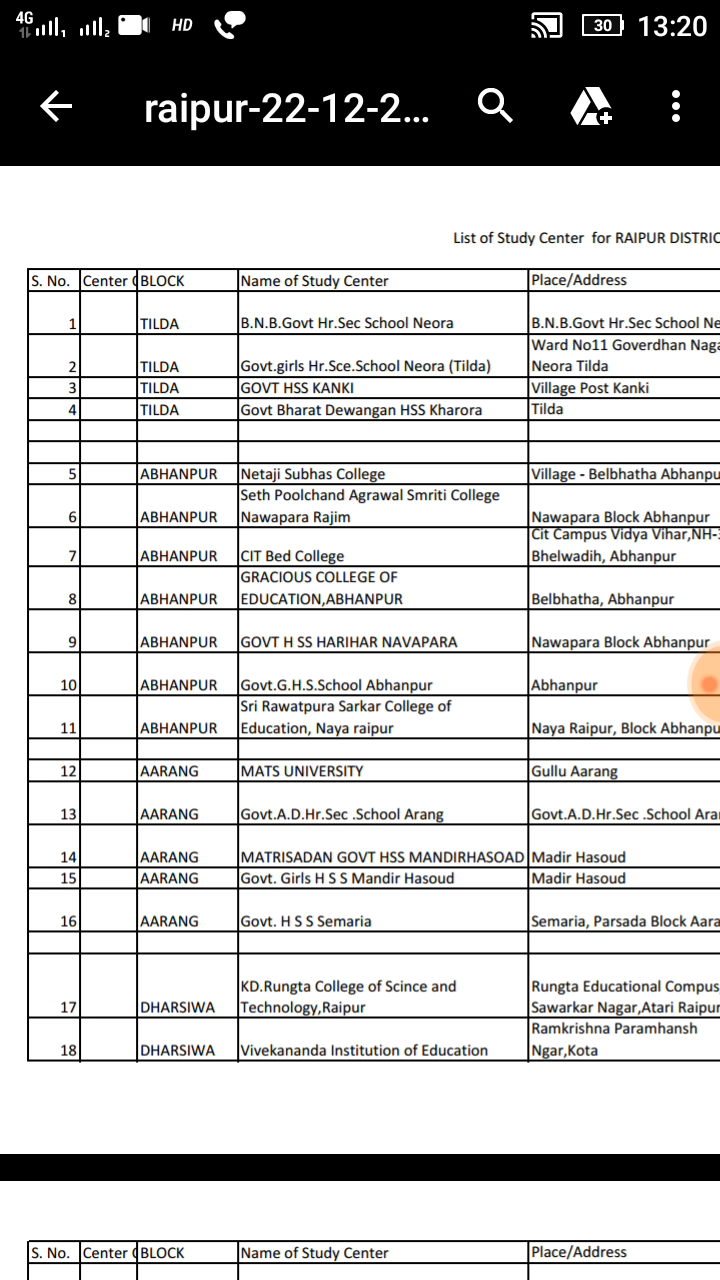 4G HD 30 13:20
raipur-22-12-2...
List of Study Center for RAIPUR DISTRIC
S. No. Center BLOCK Name of Study Center Place/Address
1 TILDA B.N.B.Govt Hr.Sec School Neora B.N.B.Govt Hr.Sec School Ne
Ward No11 Goverdhan Naga
2 TILDA Govt.girls Hr.Sce.School Neora (Tilda) Neora Tilda
3 TILDA GOVT HSS KANKI Village Post Kanki
4 TILDA Govt Bharat Dewangan HSS Kharora Tilda
5 ABHANPUR Netaji Subhas College Village - Belbhatha Abhanpu
Seth Poolchand Agrawal Smriti College
6 ABHANPUR Nawapara Rajim Nawapara Block Abhanpur
Cit Campus Vidya Vihar,NH-
7 ABHANPUR CIT Bed College Bhelwadih, Abhanpur
GRACIOUS COLLEGE OF
8 ABHANPUR EDUCATION,ABHANPUR Belbhatha, Abhanpur
9 ABHANPUR GOVT H SS HARIHAR NAVAPARA Nawapara Block Abhanpur
10 ABHANPUR Govt.G.H.S.School Abhanpur Abhanpur
Sri Rawatpura Sarkar College of
11 ABHANPUR Education, Naya raipur Naya Raipur, Block Abhanpu
12 AARANG MATS UNIVERSITY Gullu Aarang
13 AARANG Govt.A.D.Hr.Sec .School Arang Govt.A.D.Hr.Sec .School Ara
14 AARANG MATRISADAN GOVT HSS MANDIRHASOAD Madir Hasoud
15 AARANG Govt. Girls H S S Mandir Hasoud Madir Hasoud
16 AARANG Govt. H S S Semaria Semaria, Parsada Block Aara
KD.Rungta College of Scince and Rungta Educational Compus,
17 DHARSIWA Technology,Raipur Sawarkar Nagar,Atari Raipur
Ramkrishna Paramhansh
18 DHARSIWA Vivekananda Institution of Education Ngar,Kota
S. No. Center BLOCK Name of Study Center Place/Address